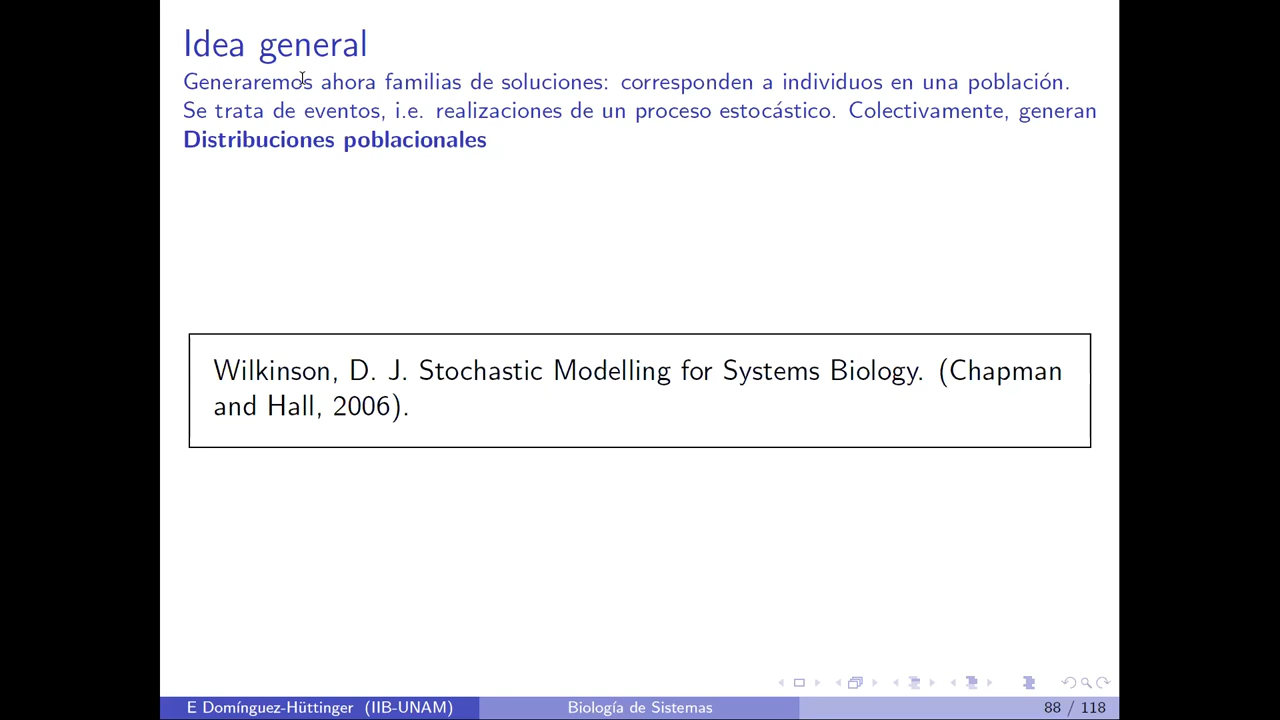 Idea general
Generaremos ahora familias de soluciones: corresponden a individuos en una población.
Se trata de eventos, i.e. realizaciones de un proceso estocástico. Colectivamente, generan
Distribuciones poblacionales
Wilkinson, D. J. Stochastic Modelling for Systems Biology. (Chapman
and Hall, 2006).
E Domínguez-Hüttinger (IIB-UNAM) Biología de Sistemas 88 / 118